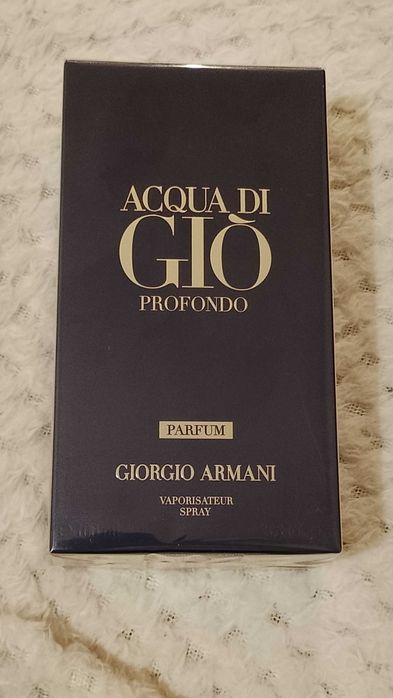 ACQUA DI
GIÒ
PROFONDO
PARFUM
GIORGIO ARMANI
VAPORISATEUR
SPRAY